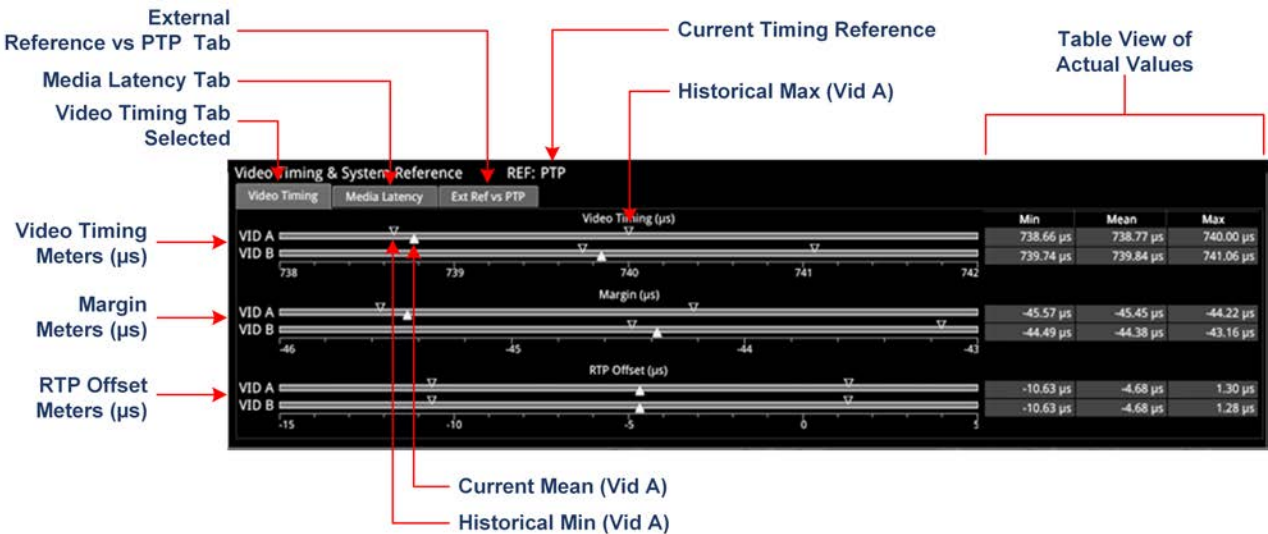 External
Reference vs PTP Tab
Media Latency Tab
Video Timing Tab
Selected
Current Timing Reference
Historical Max (Vid A)
Table View of
Actual Values
Video Timing & System Reference REF: PTP
Video Timing Media Latency Ext Ref vs PTP
Video Timing (µs)
Min Mean Max
VID A 738.66 µs 738.77 µs 740.00 µs
VID B 739.74 µs 739.84 µs 741.06 µs
738 739 740 741 742
Margin (µs)
VID A -45.57 µs -45.45 µs -44.22 µs
VID B -44.49 µs -44.38 µs -43.16 µs
-46 -45 -44 -43
RTP Offset (µs)
VID A -10.63 µs -4.68 µs 1.30 µs
VID B -10.63 µs -4.68 µs 1.28 µs
-15 -10 -5 0 5
Video Timing
Meters (µs)
Margin
Meters (µs)
RTP Offset
Meters (µs)
Current Mean (Vid A)
Historical Min (Vid A)